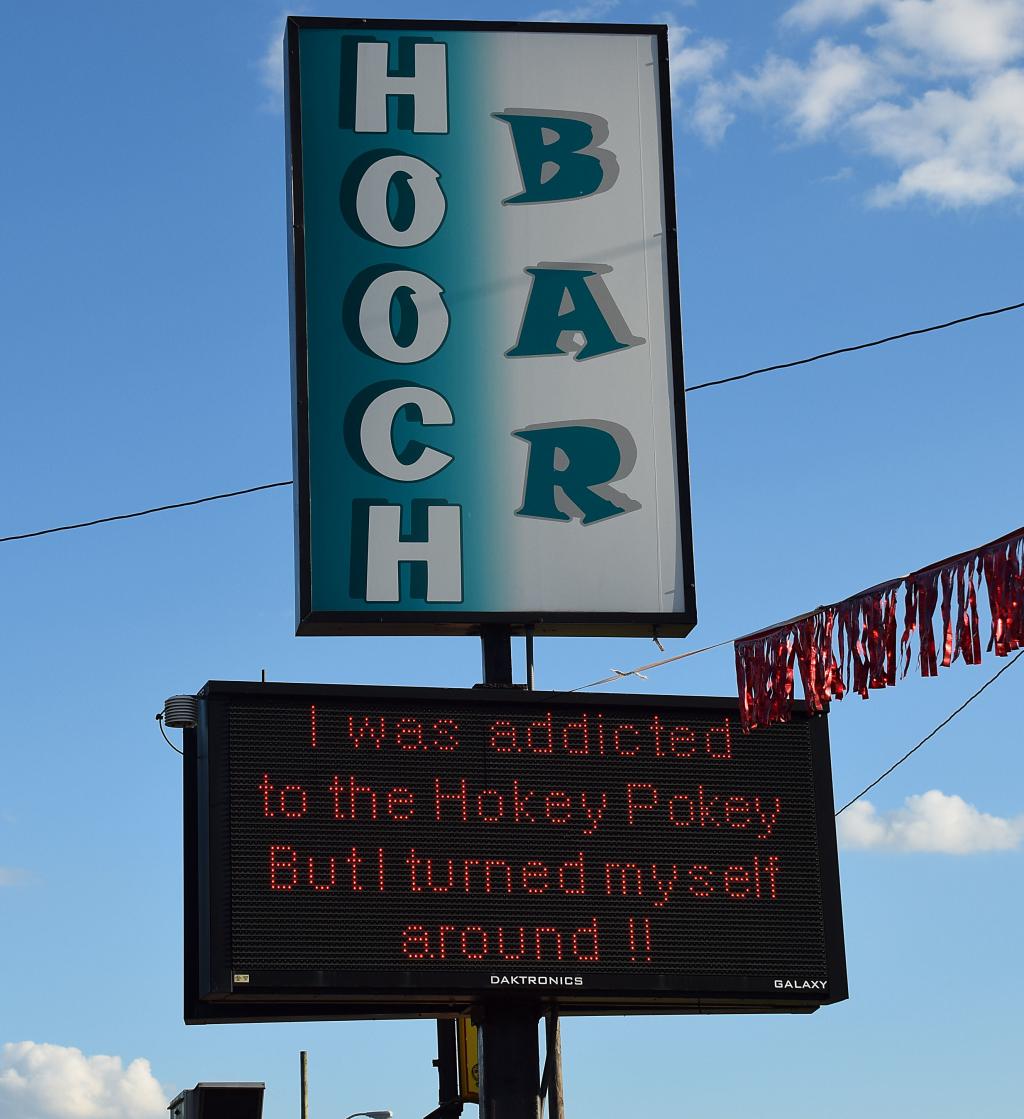 HOOCH
BAR
I was addicted
to the Hokey Pokey
But I turned myself
around !!
DAKTRONICS
GALAXY